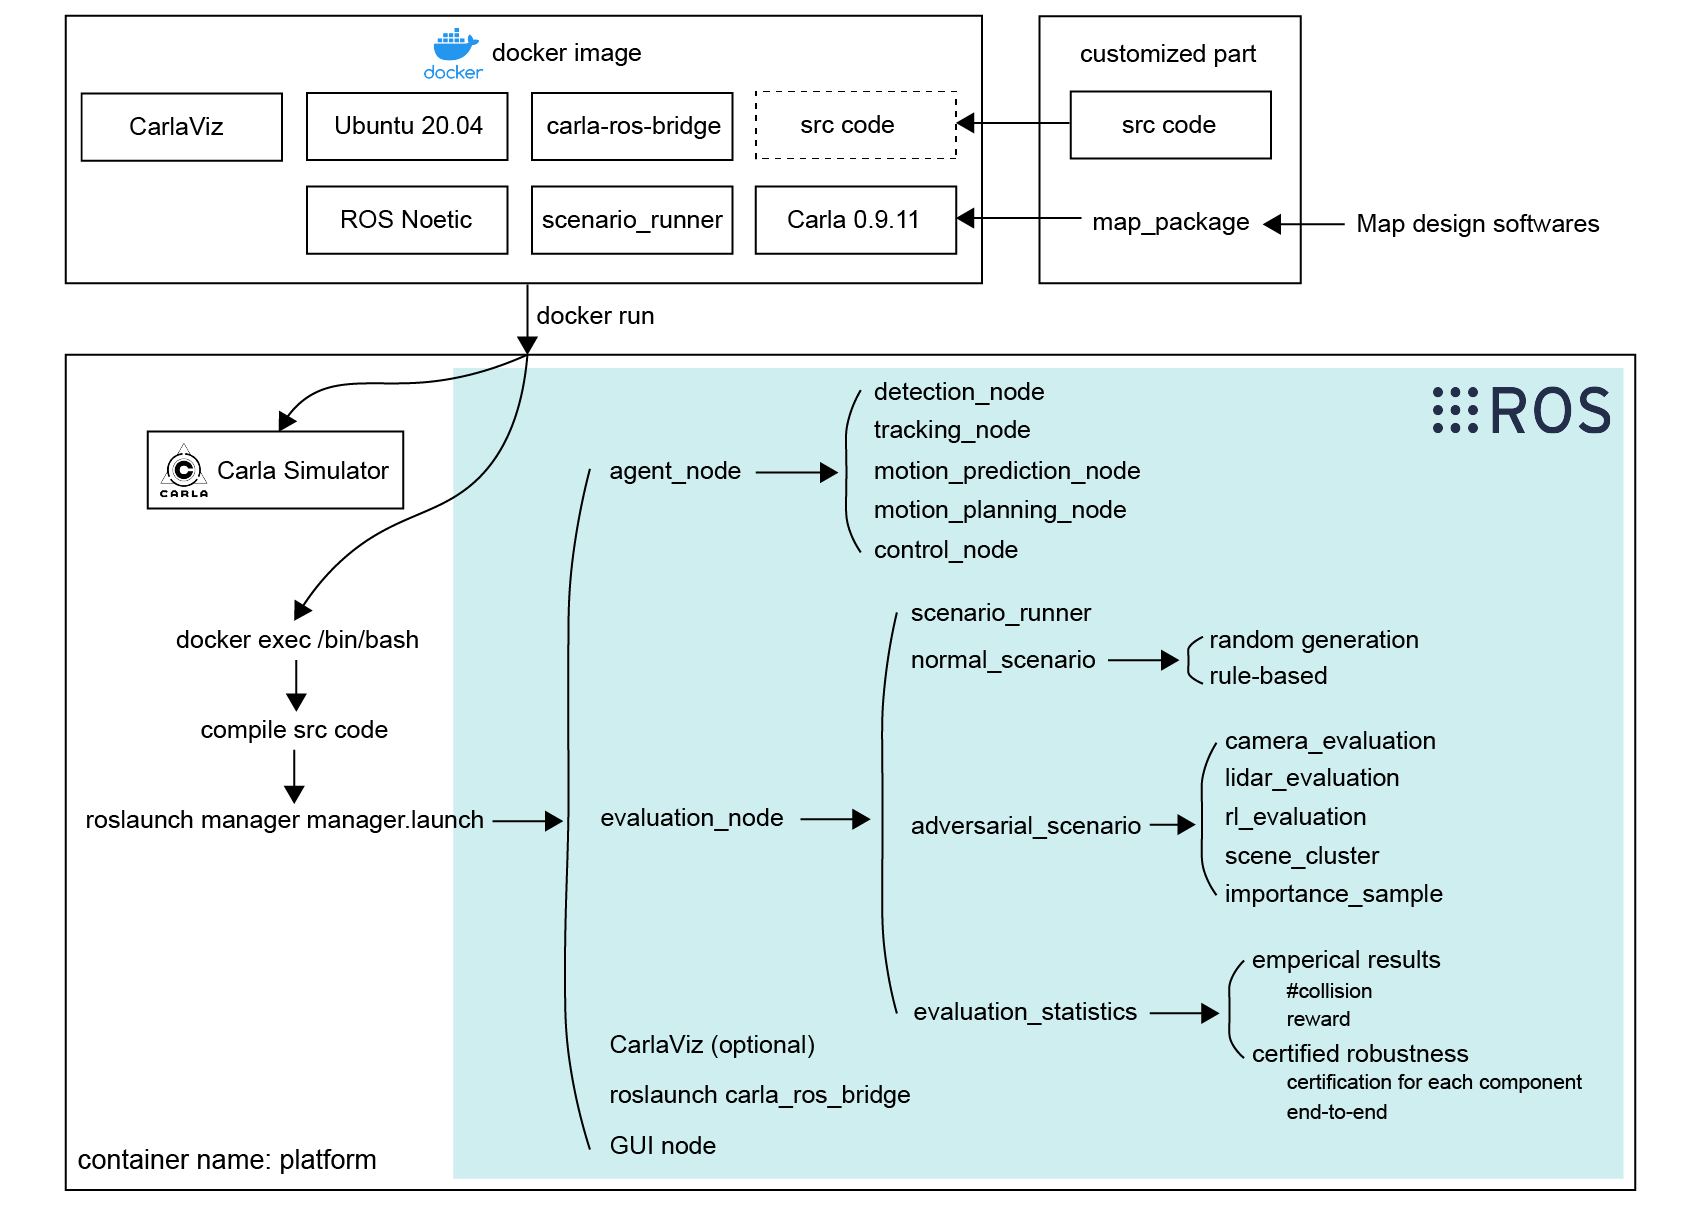 docker
docker image
customized part
CarlaViz
Ubuntu 20.04
carla-ros-bridge
src code
src code
ROS Noetic
scenario_runner
Carla 0.9.11
map_package
Map design softwares
docker run
ROS
CARLA
Carla Simulator
docker exec /bin/bash
compile src code
roslaunch manager manager.launch
agent_node
detection_node
tracking_node
motion_prediction_node
motion_planning_node
control_node
evaluation_node
scenario_runner
normal_scenario
random generation
rule-based
adversarial_scenario
camera_evaluation
lidar_evaluation
rl_evaluation
scene_cluster
importance_sample
evaluation_statistics
emperical results
#collision
reward
certified robustness
certification for each component
end-to-end
CarlaViz (optional)
roslaunch carla_ros_bridge
GUI node
container name: platform